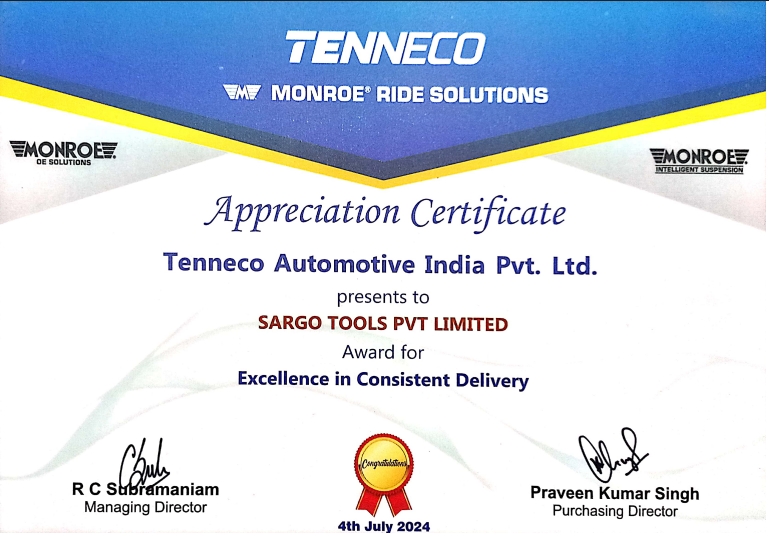 TENNECO
MONROE® RIDE SOLUTIONS
MONROE
OE SOLUTIONS
MONROE
INTELLIGENT SUSPENSION
Appreciation Certificate
Tenneco Automotive India Pvt. Ltd.
presents to
SARGO TOOLS PVT LIMITED
Award for
Excellence in Consistent Delivery
R C Subramaniam
Managing Director
Congratulations
4th July 2024
Praveen Kumar Singh
Purchasing Director